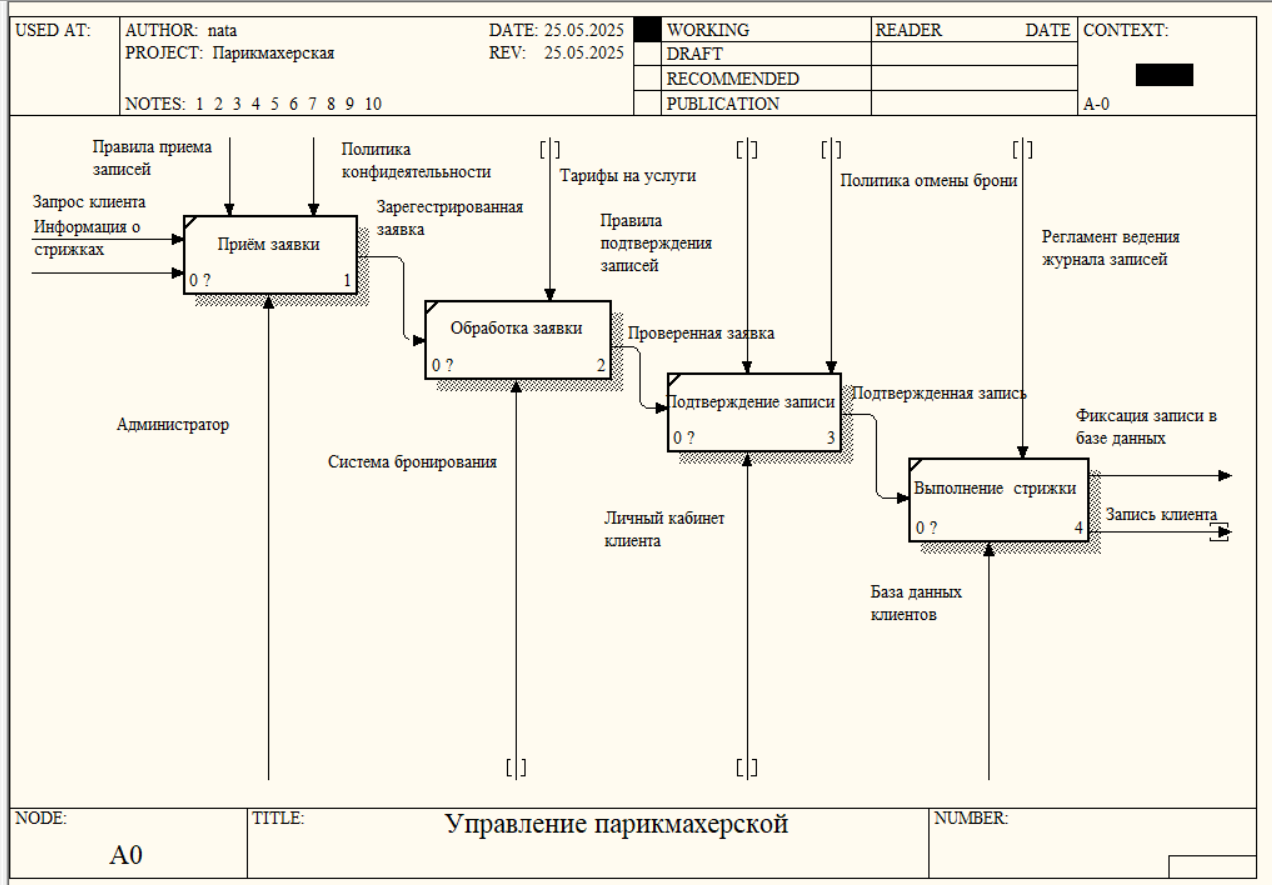 USED AT:
AUTHOR: nata
DATE: 25.05.2025
PROJECT: Парикмахерская
REV: 25.05.2025
NOTES: 1 2 3 4 5 6 7 8 9 10
WORKING
DRAFT
RECOMMENDED
PUBLICATION
READER
DATE
CONTEXT:
A-0
Правила приема
записей
Политика
конфидеятельности
Тарифы на услуги
Политика отмены брони
Запрос клиента
Информация о
стрижках
Зарегестрированная
заявка
Правила
подтверждения
записей
Регламент ведения
журнала записей
Приём заявки
0 ?
1
Обработка заявки
0 ?
2
Проверенная заявка
Подтверждение записи
0 ?
3
Подтвержденная запись
Фиксация записи в
базе данных
Администратор
Система бронирования
Выполнение стрижки
0 ?
4
Запись клиента
Личный кабинет
клиента
База данных
клиентов
NODE:
A0
TITLE:
Управление парикмахерской
NUMBER: